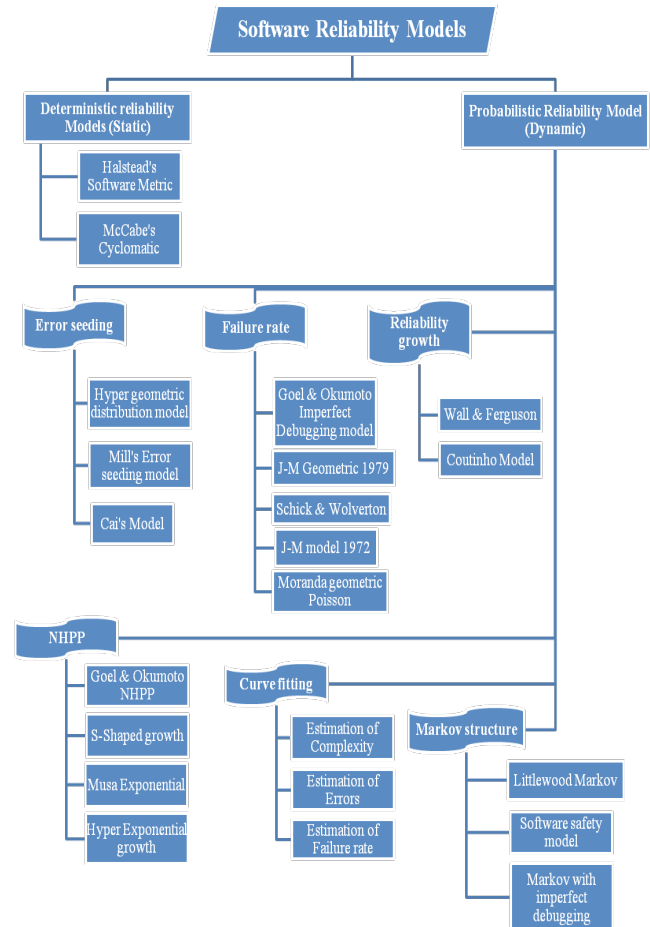 Software Reliability Models
Deterministic reliability
Models (Static)
Probabilistic Reliability Model
(Dynamic)
Halstead's
Software Metric
McCabe's
Cyclomatic
Error seeding
Failure rate
Reliability
growth
Hyper geometric
distribution model
Mill's Error
seeding model
Cai's Model
Goel & Okumoto
Imperfect
Debugging model
J-M Geometric 1979
Schick & Wolverton
J-M model 1972
Moranda geometric
Poisson
Wall & Ferguson
Coutinho Model
NHPP
Goel & Okumoto
NHPP
S-Shaped growth
Musa Exponential
Hyper Exponential
growth
Curve fitting
Estimation of
Complexity
Estimation of
Errors
Estimation of
Failure rate
Markov structure
Littlewood Markov
Software safety
model
Markov with
imperfect
debugging